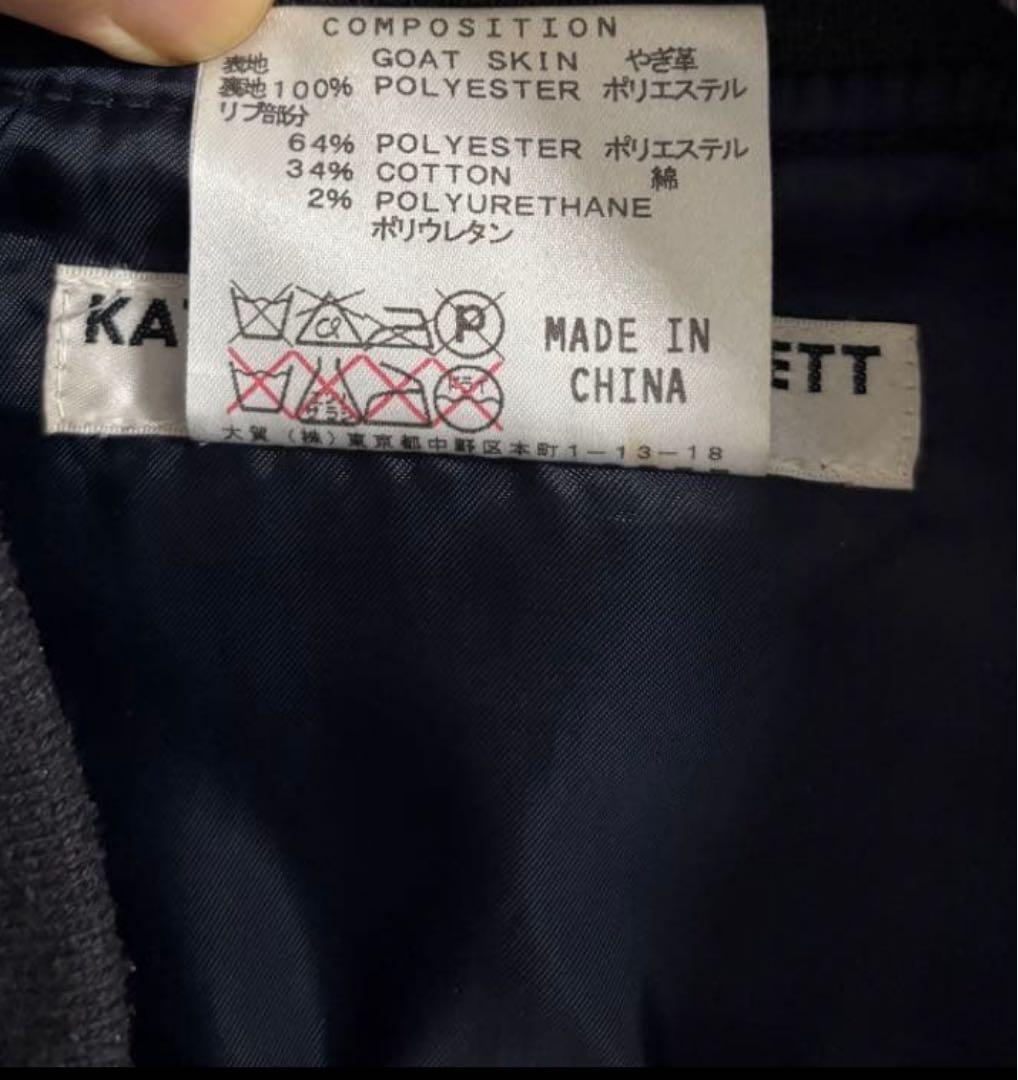 COMPOSITION
表地 GOAT SKIN やぎ革
裏地100% POLYESTER ポリエステル
リブ部分
64% POLYESTER ポリエステル
34% COTTON 綿
2% POLYURETHANE
ポリウレタン
KA
ETT
P
MADE IN
CHINA
ドライ
大賀(株)東京都中野区本町1-13-18